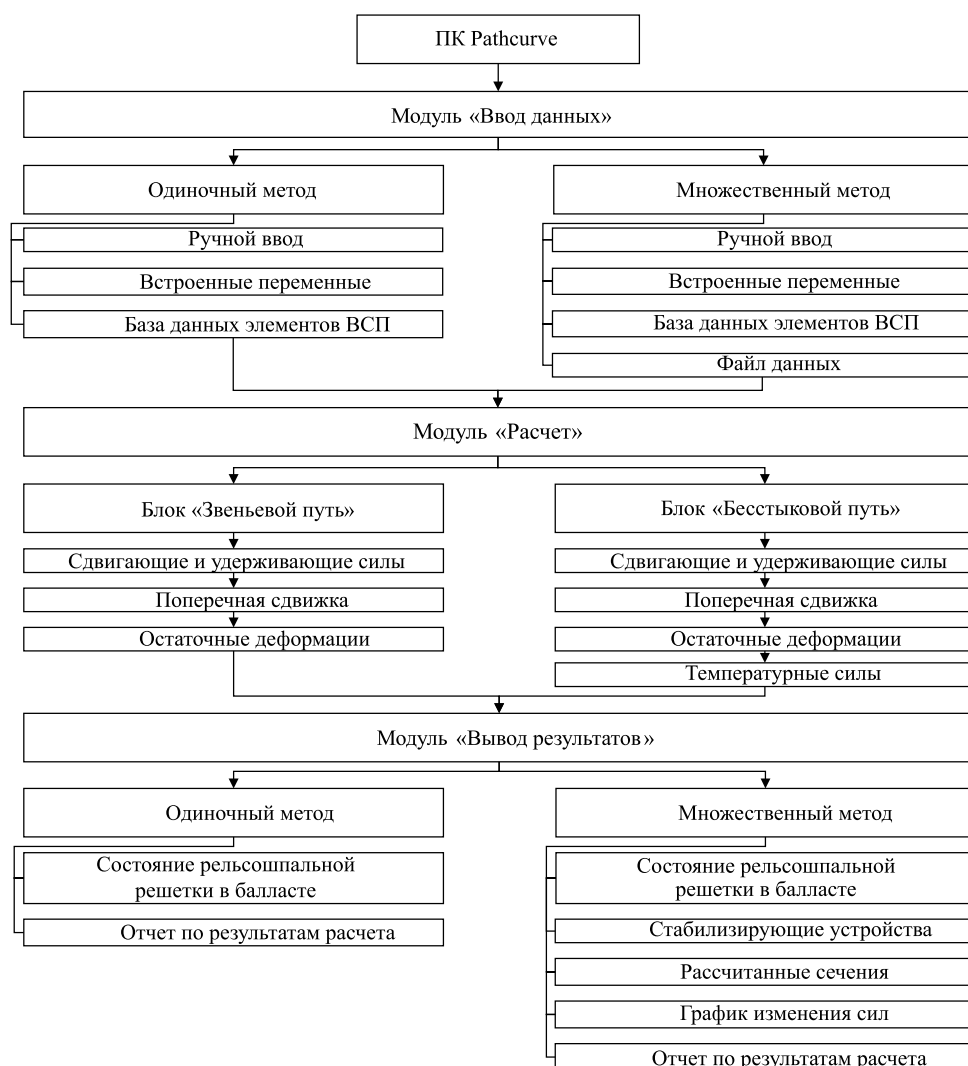 ПК Pathcurve
Модуль «Ввод данных»
Одиночный метод
Ручной ввод
Встроенные переменные
База данных элементов ВСП
Множественный метод
Ручной ввод
Встроенные переменные
База данных элементов ВСП
Файл данных
Модуль «Расчет»
Блок «Звеньевой путь»
Сдвигающие и удерживающие силы
Поперечная сдвижка
Остаточные деформации
Блок «Бесстыковой путь»
Сдвигающие и удерживающие силы
Поперечная сдвижка
Остаточные деформации
Температурные силы
Модуль «Вывод результатов»
Одиночный метод
Состояние рельсошпальной
решетки в балласте
Отчет по результатам расчета
Множественный метод
Состояние рельсошпальной
решетки в балласте
Стабилизирующие устройства
Рассчитанные сечения
График изменения сил
Отчет по результатам расчета